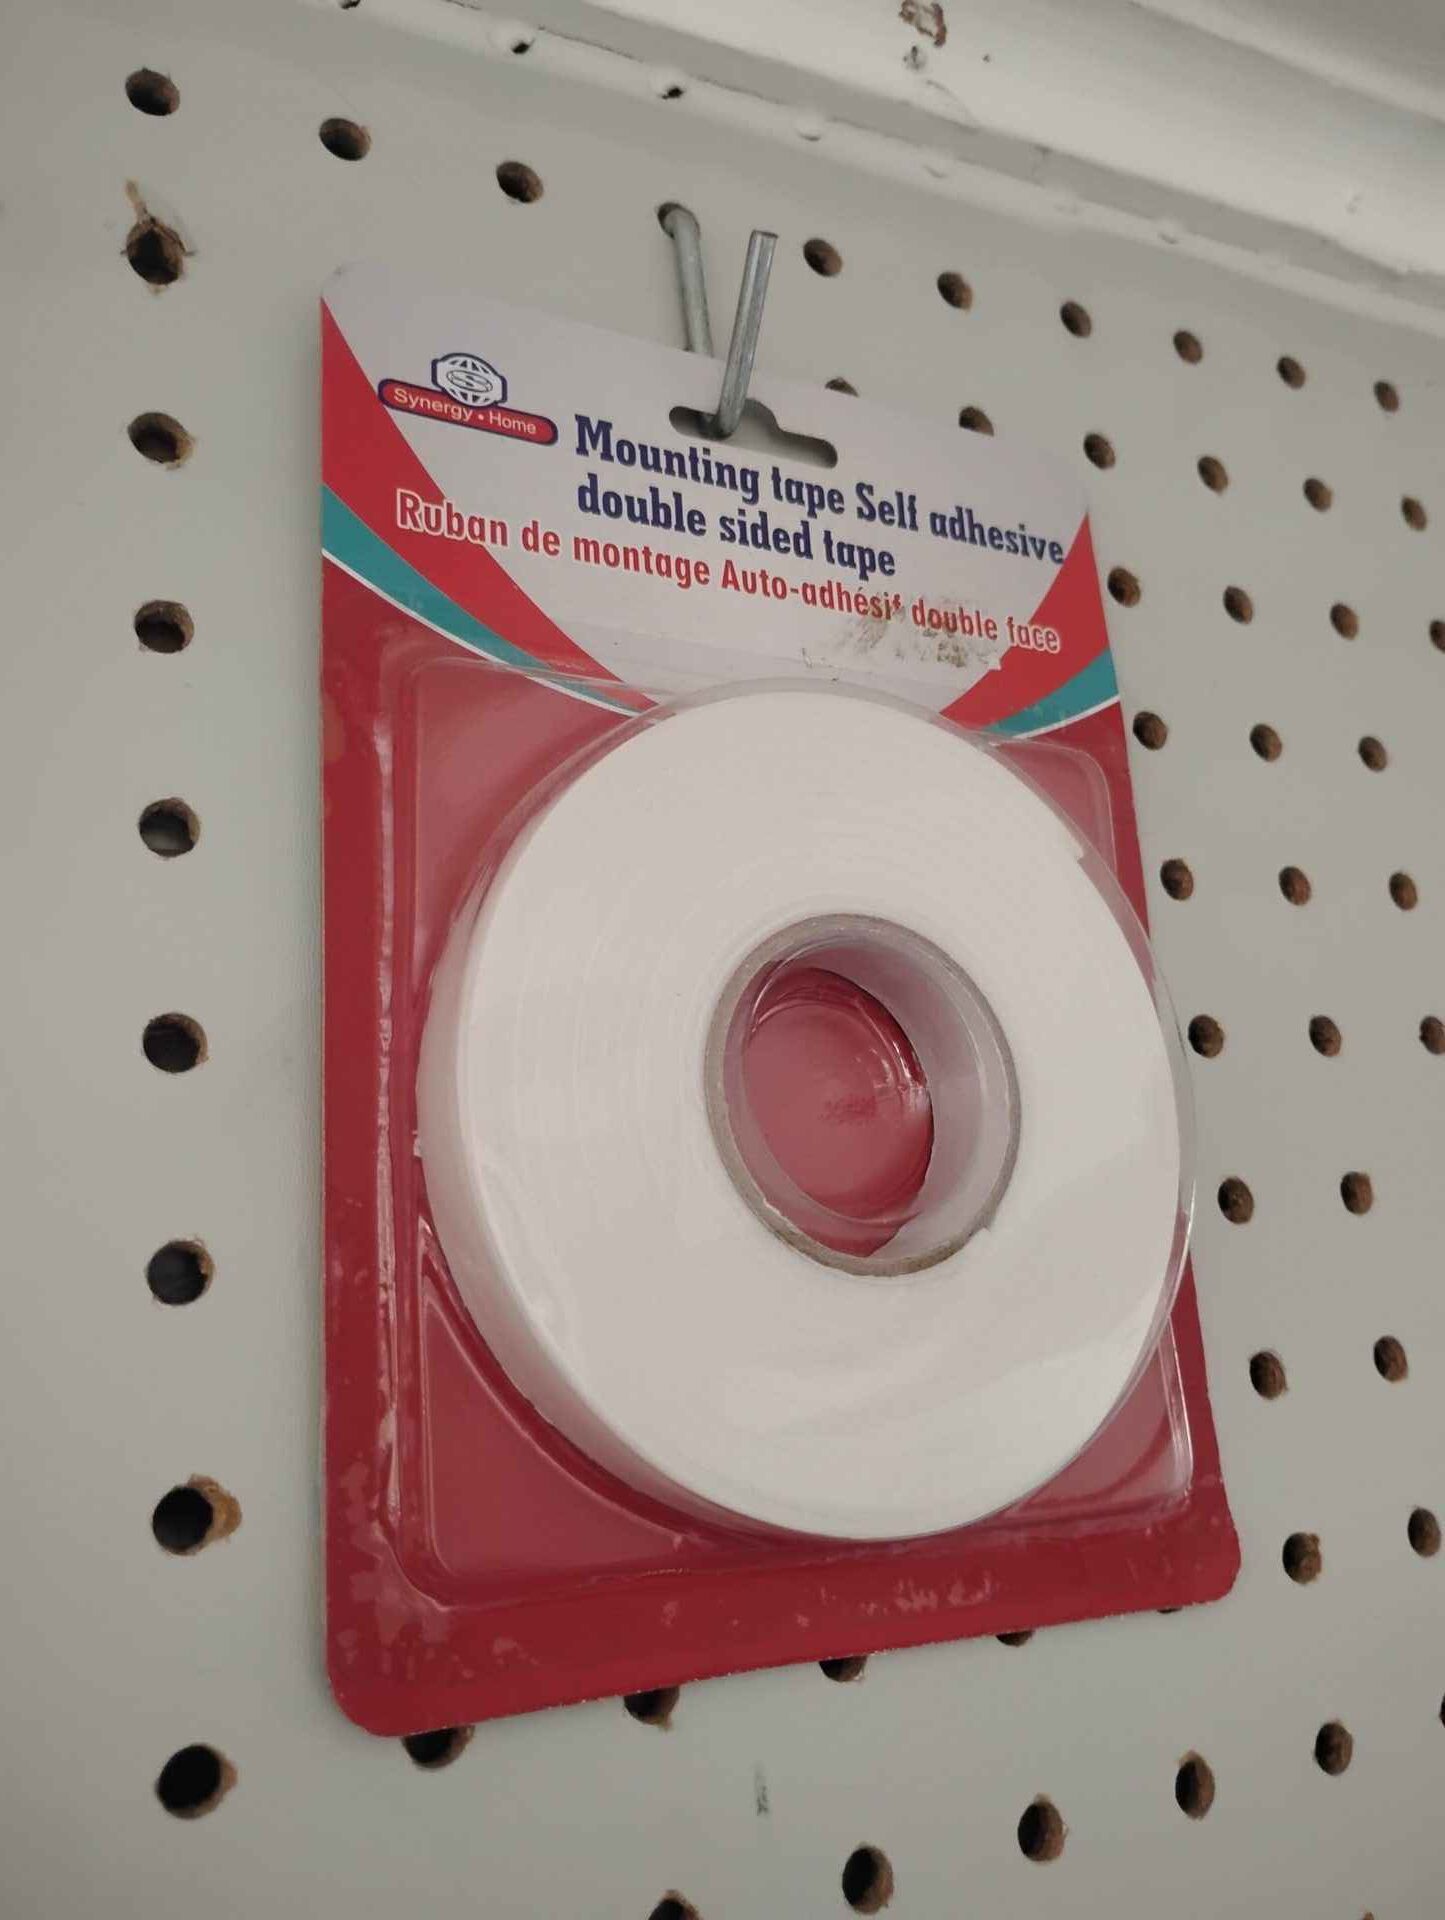 S
Synergy • Home
Mounting tape Self adhesive
double sided tape
Ruban de montage Auto-adhésif double face